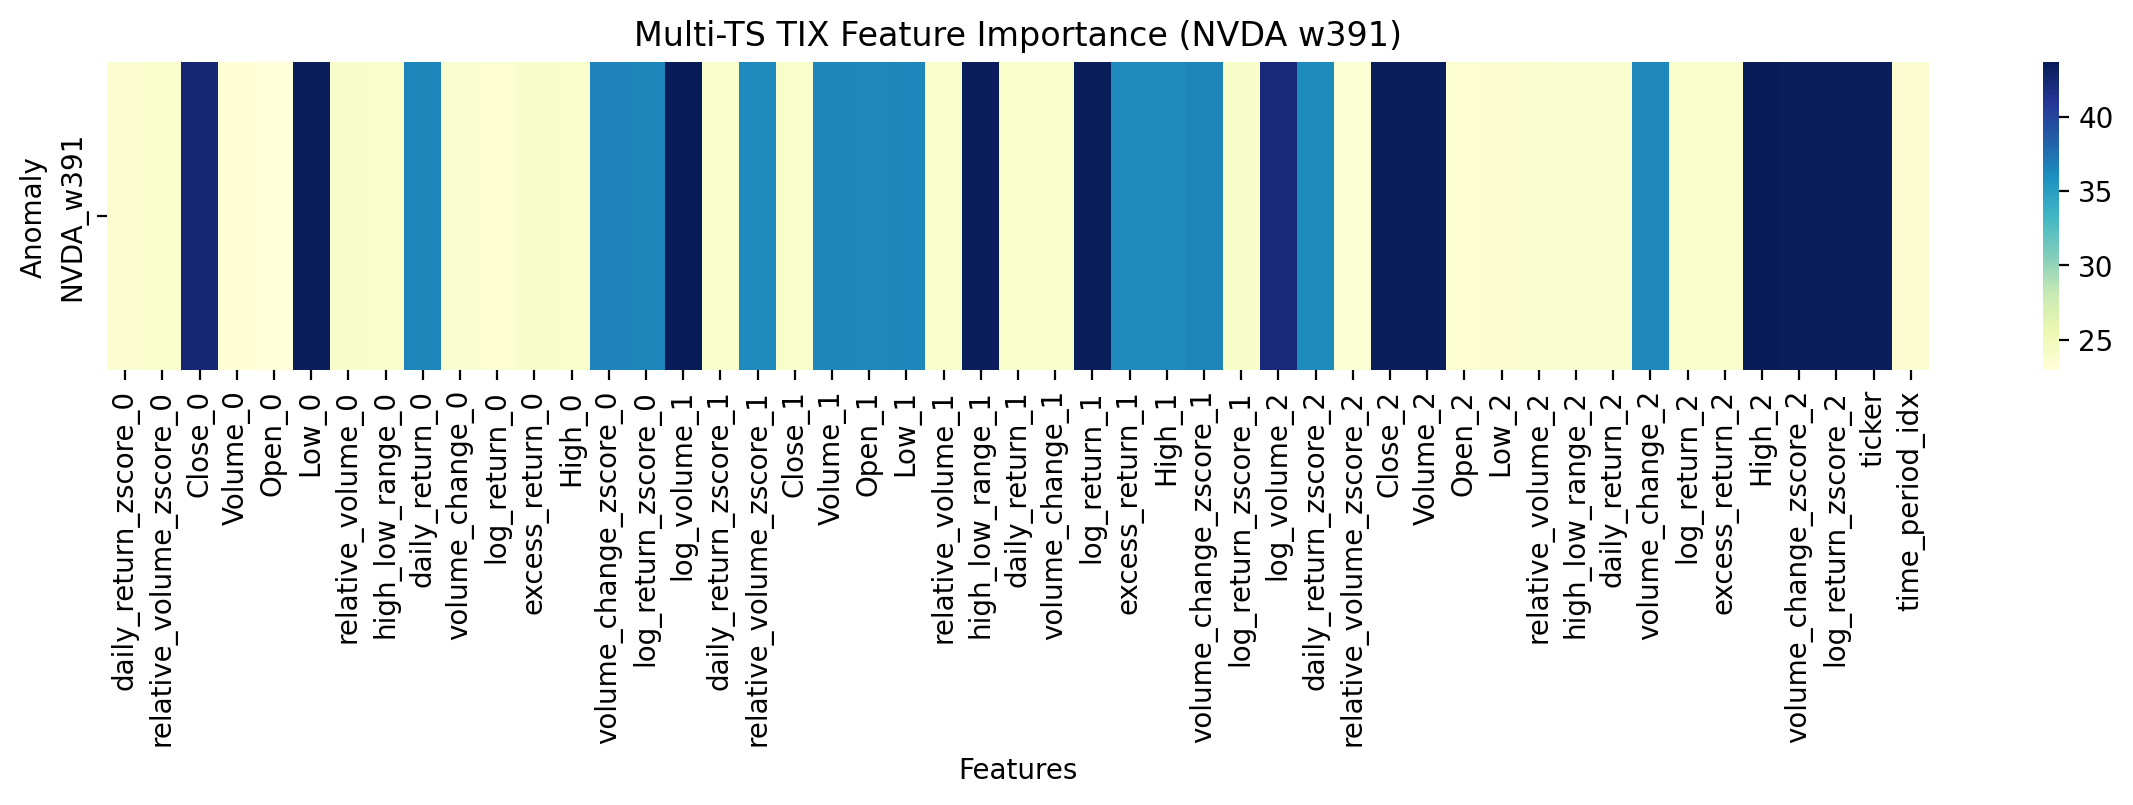 Multi-TS TIX Feature Importance (NVDA w391)
Anomaly
NVDA_w391
40
35
30
25
daily_return_zscore_0
relative_volume_zscore_0
Close_0
Volume_0
Open_0
Low_0
relative_volume_0
high_low_range_0
daily_return_0
volume_change_0
log_return_0
excess_return_0
High_0
volume_change_zscore_0
log_return_zscore_0
log_volume_1
daily_return_zscore_1
relative_volume_zscore_1
Close_1
Volume_1
Open_1
Low_1
relative_volume_1
high_low_range_1
daily_return_1
volume_change_1
log_return_1
excess_return_1
High_1
volume_change_zscore_1
log_return_zscore_1
log_volume_2
daily_return_zscore_2
relative_volume_zscore_2
Close_2
Volume_2
Open_2
Low_2
relative_volume_2
high_low_range_2
daily_return_2
volume_change_2
log_return_2
excess_return_2
High_2
volume_change_zscore_2
log_return_zscore_2
ticker
time_period_idx
Features